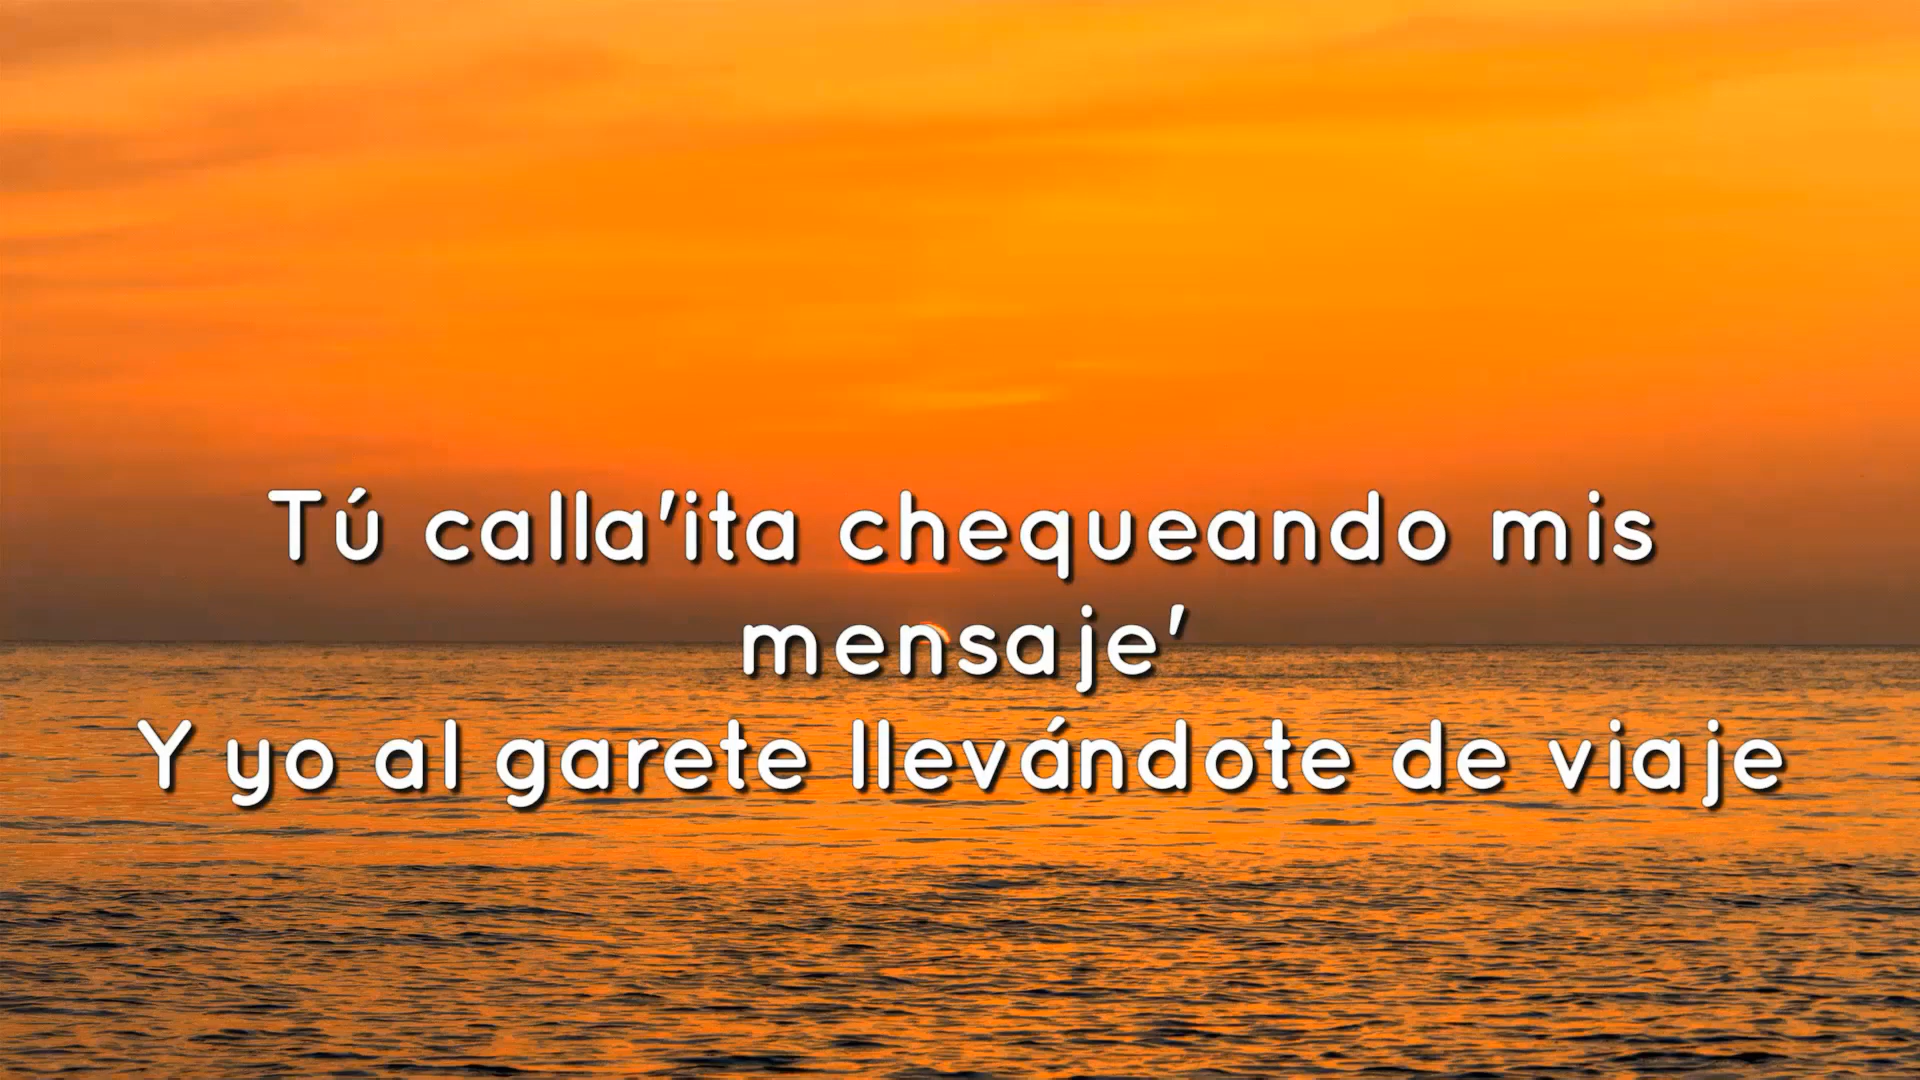 Tú calla'ita chequeando mis
mensaje'
Y yo al garete llevándote de viaje